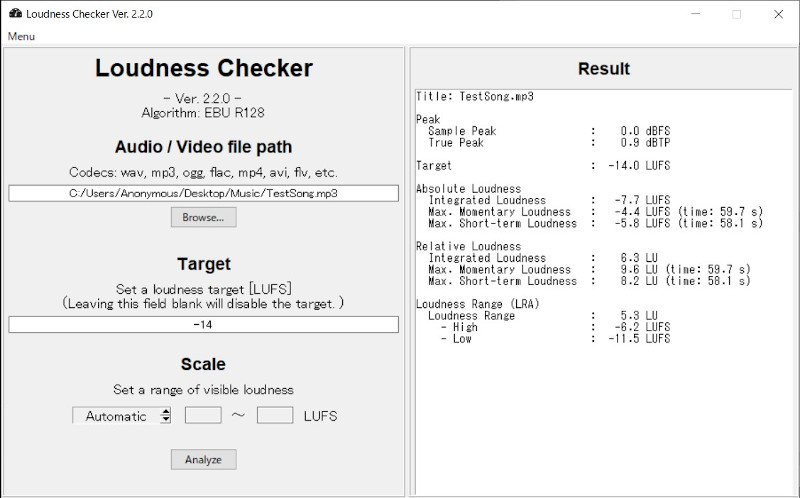 Loudness Checker Ver. 2.2.0
Menu
Loudness Checker
- Ver. 2.2.0 -
Algorithm: EBU R128
Audio / Video file path
Codecs: wav, mp3, ogg, flac, mp4, avi, flv, etc.
C:/Users/Anonymous/Desktop/Music/TestSong.mp3
Browse...
Target
Set a loudness target [LUFS]
(Leaving this field blank will disable the target. )
-14
Scale
Set a range of visible loudness
Automatic ～ LUFS
Analyze
Result
Title: TestSong.mp3
Peak
Sample Peak : 0.0 dBFS
True Peak : 0.9 dBTP
Target : -14.0 LUFS
Absolute Loudness
Integrated Loudness : -7.7 LUFS
Max. Momentary Loudness : -4.4 LUFS (time: 59.7 s)
Max. Short-term Loudness : -5.8 LUFS (time: 58.1 s)
Relative Loudness
Integrated Loudness : 6.3 LU
Max. Momentary Loudness : 9.6 LU (time: 59.7 s)
Max. Short-term Loudness : 8.2 LU (time: 58.1 s)
Loudness Range (LRA)
Loudness Range : 5.3 LU
- High : -6.2 LUFS
- Low : -11.5 LUFS